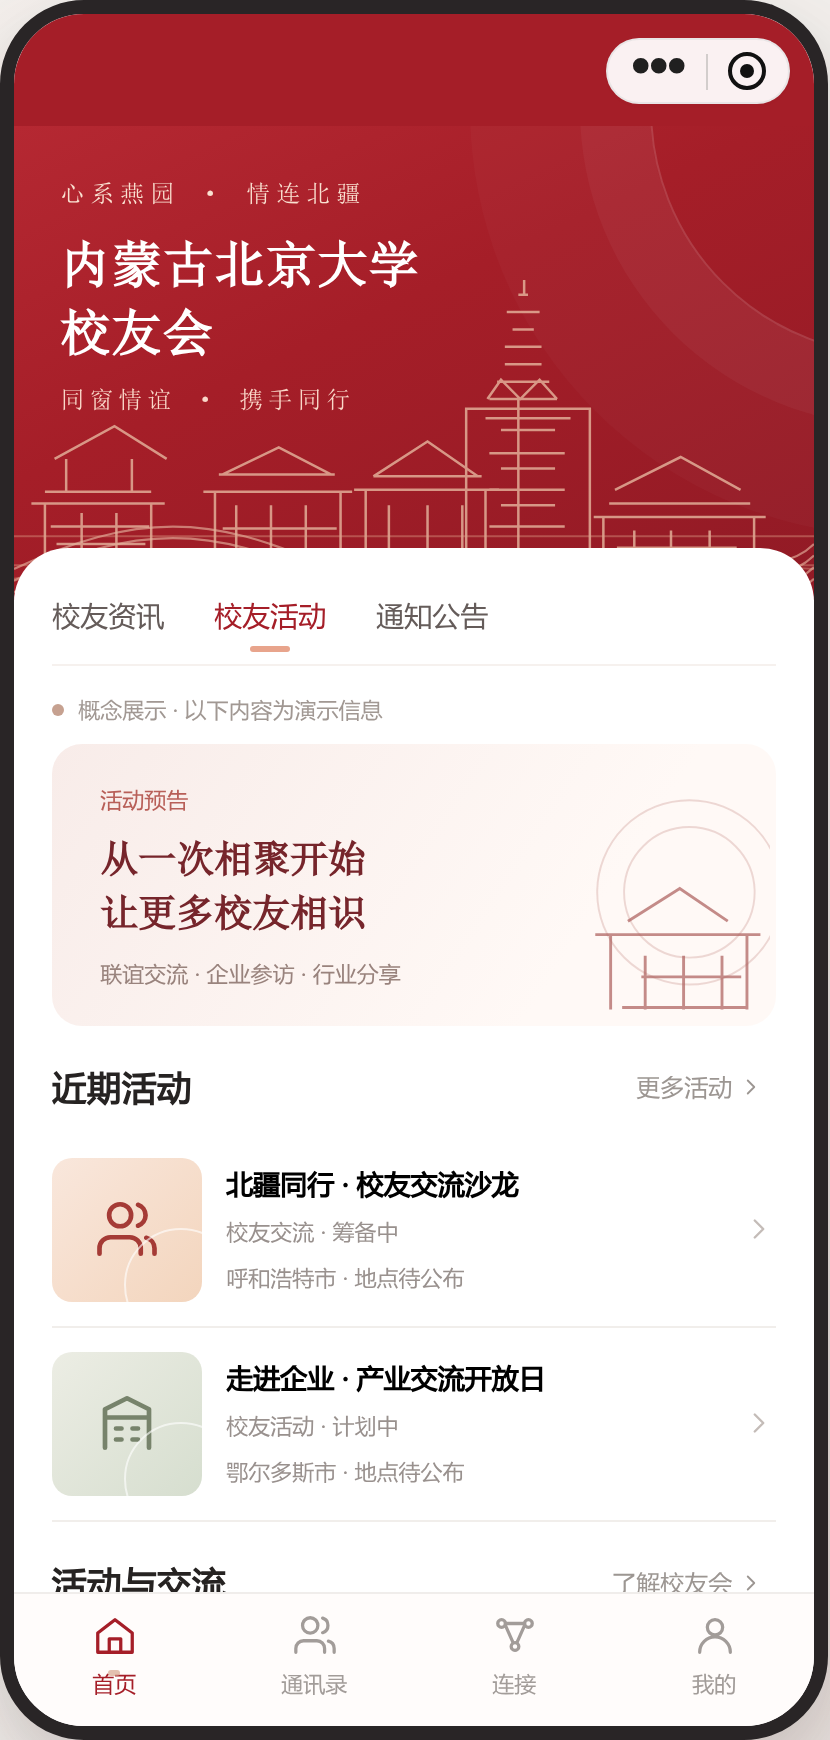 心系燕园 • 情连北疆
内蒙古北京大学
校友会
同窗情谊 • 携手同行
校友资讯 校友活动 通知公告
概念展示 · 以下内容为演示信息
活动预告
从一次相聚开始
让更多校友相识
联谊交流 · 企业参访 · 行业分享
近期活动 更多活动
北疆同行 · 校友交流沙龙
校友交流 · 筹备中
呼和浩特市 · 地点待公布
走进企业 · 产业交流开放日
校友活动 · 计划中
鄂尔多斯市 · 地点待公布
活动与交流 了解校友会
首页 通讯录 连接 我的